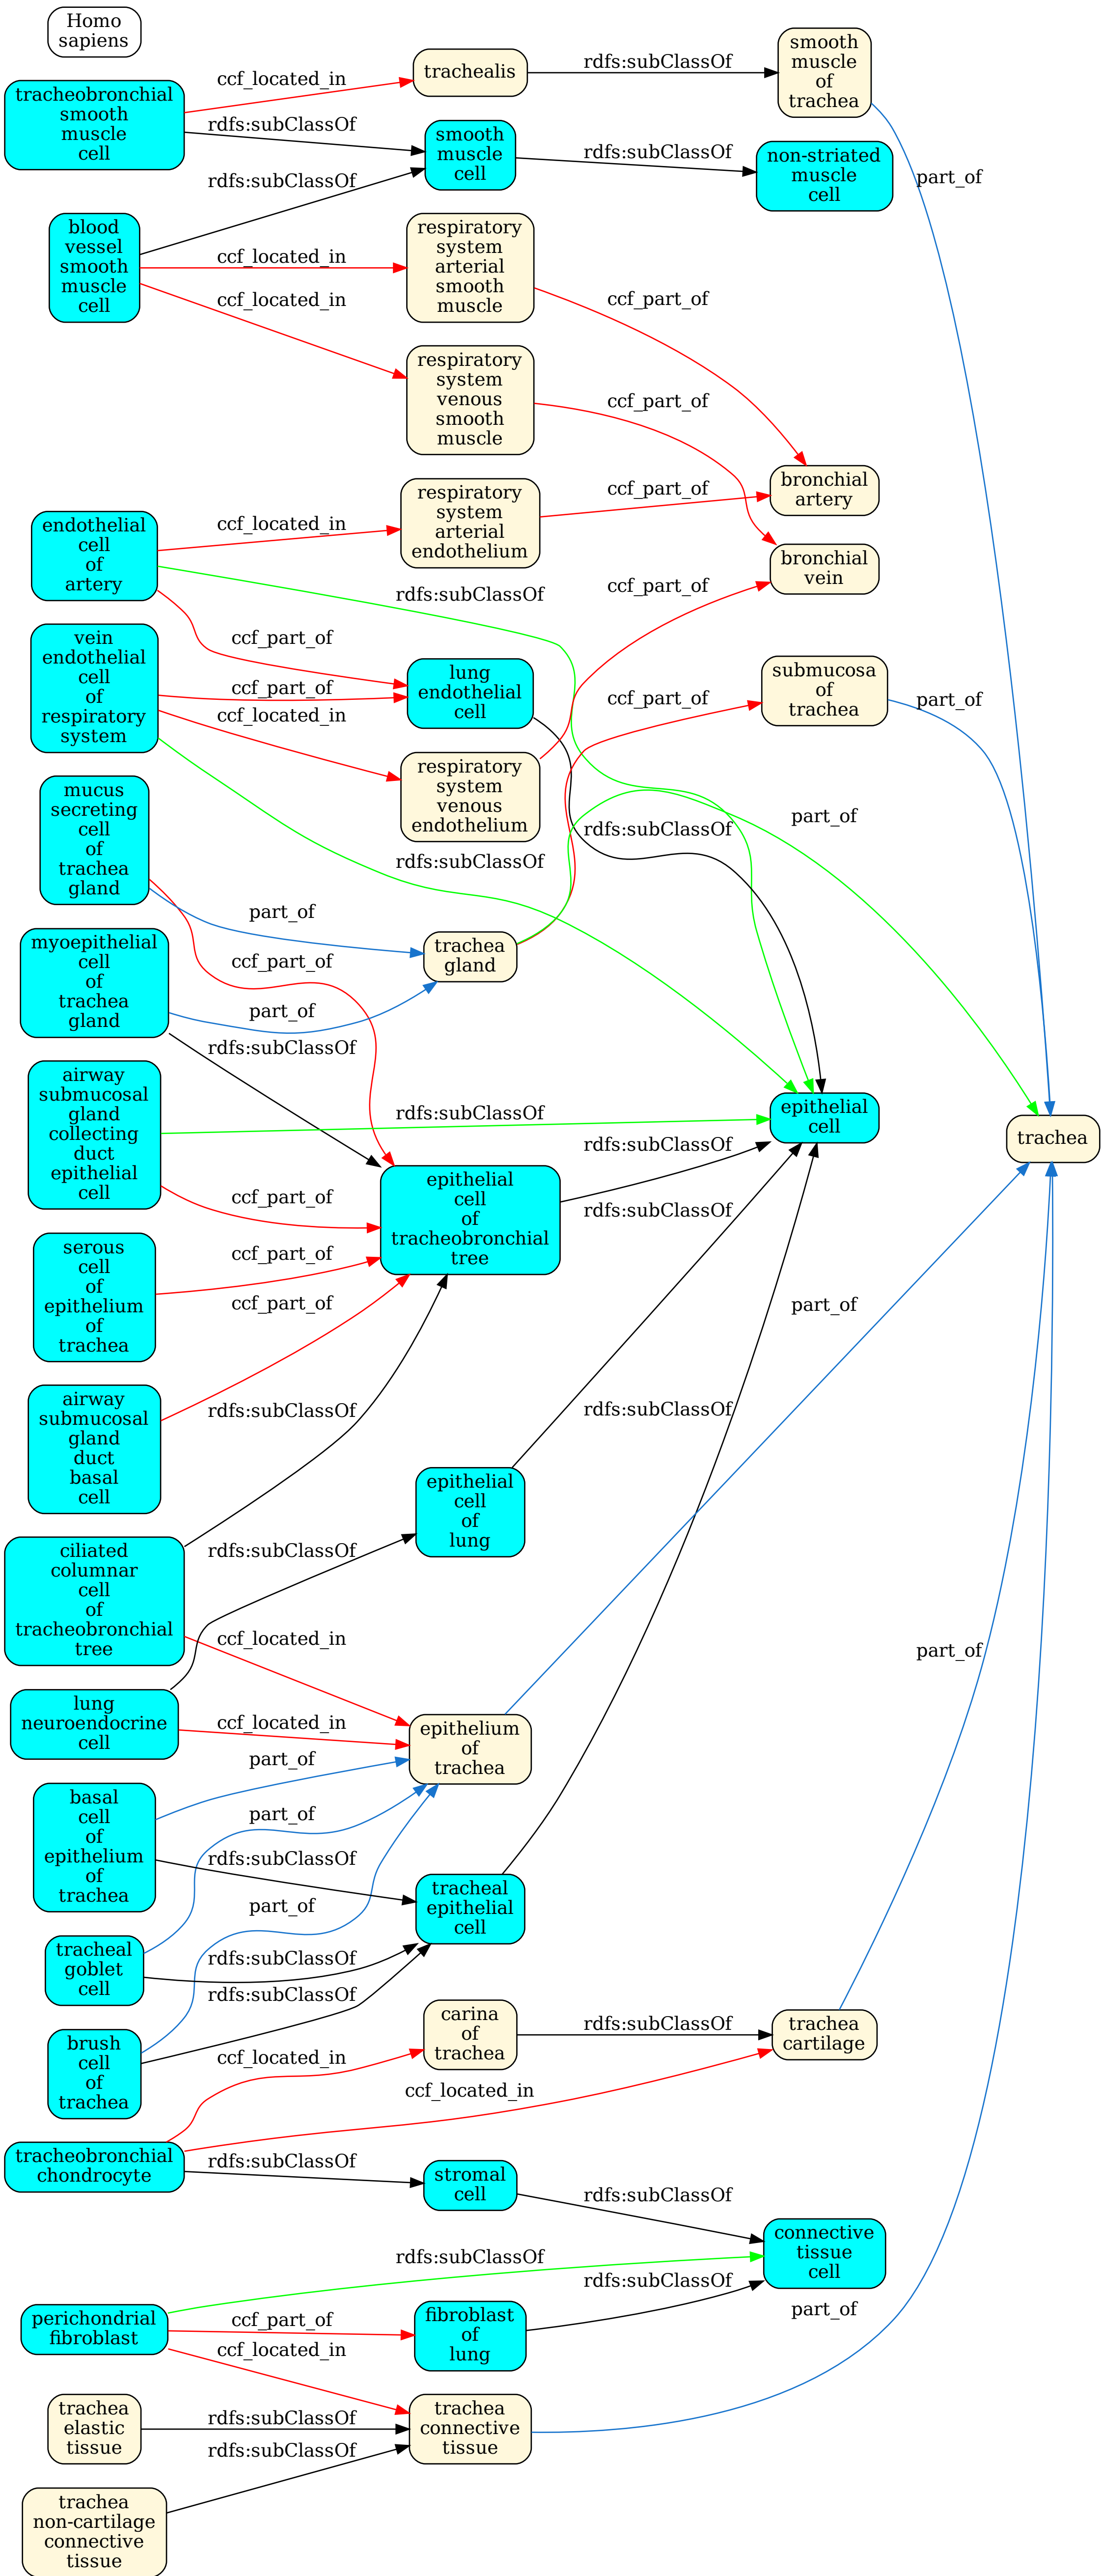 Homo
sapiens
tracheobronchial
smooth
muscle
cell
ccf_located_in
rdfs:subClassOf
trachealis
rdfs:subClassOf
smooth
muscle
of
trachea
smooth
muscle
cell
rdfs:subClassOf
non-striated
muscle
cell
part_of
blood
vessel
smooth
muscle
cell
rdfs:subClassOf
ccf_located_in
ccf_located_in
respiratory
system
arterial
smooth
muscle
ccf_part_of
respiratory
system
venous
smooth
muscle
ccf_part_of
bronchial
artery
endothelial
cell
of
artery
ccf_located_in
respiratory
system
arterial
endothelium
ccf_part_of
bronchial
vein
rdfs:subClassOf
ccf_part_of
ccf_part_of
vein
endothelial
cell
of
respiratory
system
ccf_part_of
ccf_located_in
lung
endothelial
cell
ccf_part_of
submucosa
of
trachea
part_of
respiratory
system
venous
endothelium
rdfs:subClassOf
part_of
rdfs:subClassOf
mucus
secreting
cell
of
trachea
gland
part_of
ccf_part_of
trachea
gland
myoepithelial
cell
of
trachea
gland
part_of
rdfs:subClassOf
airway
submucosal
gland
collecting
duct
epithelial
cell
rdfs:subClassOf
ccf_part_of
epithelial
cell
trachea
epithelial
cell
of
tracheobronchial
tree
rdfs:subClassOf
rdfs:subClassOf
serous
cell
of
epithelium
of
trachea
ccf_part_of
ccf_part_of
part_of
airway
submucosal
gland
duct
basal
cell
rdfs:subClassOf
rdfs:subClassOf
epithelial
cell
of
lung
ciliated
columnar
cell
of
tracheobronchial
tree
rdfs:subClassOf
ccf_located_in
part_of
lung
neuroendocrine
cell
ccf_located_in
epithelium
of
trachea
basal
cell
of
epithelium
of
trachea
part_of
part_of
rdfs:subClassOf
part_of
tracheal
epithelial
cell
tracheal
goblet
cell
rdfs:subClassOf
rdfs:subClassOf
brush
cell
of
trachea
ccf_located_in
carina
of
trachea
rdfs:subClassOf
trachea
cartilage
ccf_located_in
tracheobronchial
chondrocyte
rdfs:subClassOf
stromal
cell
rdfs:subClassOf
connective
tissue
cell
rdfs:subClassOf
rdfs:subClassOf
part_of
perichondrial
fibroblast
ccf_part_of
ccf_located_in
fibroblast
of
lung
trachea
elastic
tissue
rdfs:subClassOf
rdfs:subClassOf
trachea
connective
tissue
trachea
non-cartilage
connective
tissue